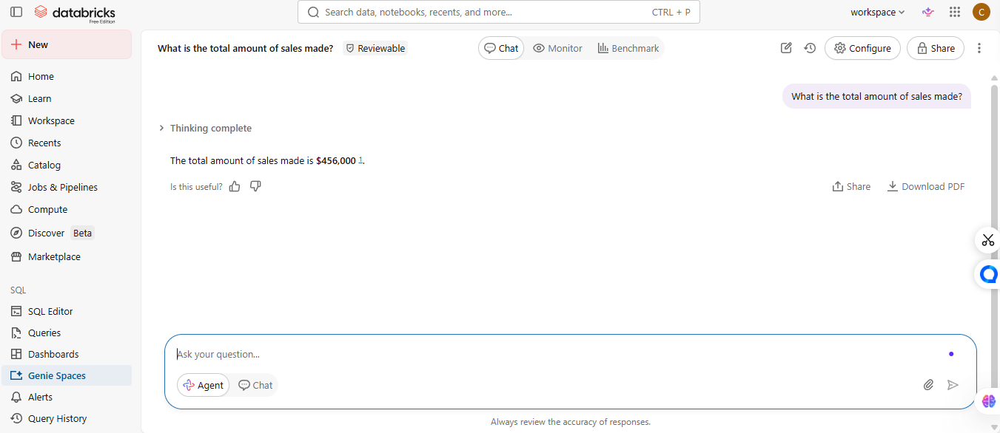 databricks
Free Edition
Search data, notebooks, recents, and more...
CTRL + P
workspace
C
New
Home
Learn
Workspace
Recents
Catalog
Jobs & Pipelines
Compute
Discover Beta
Marketplace
SQL
SQL Editor
Queries
Dashboards
Genie Spaces
Alerts
Query History
What is the total amount of sales made?
Reviewable
Chat
Monitor
Benchmark
Configure
Share
What is the total amount of sales made?
Thinking complete
The total amount of sales made is $456,000 1.
Is this useful?
Share
Download PDF
Ask your question...
Agent
Chat
Always review the accuracy of responses.